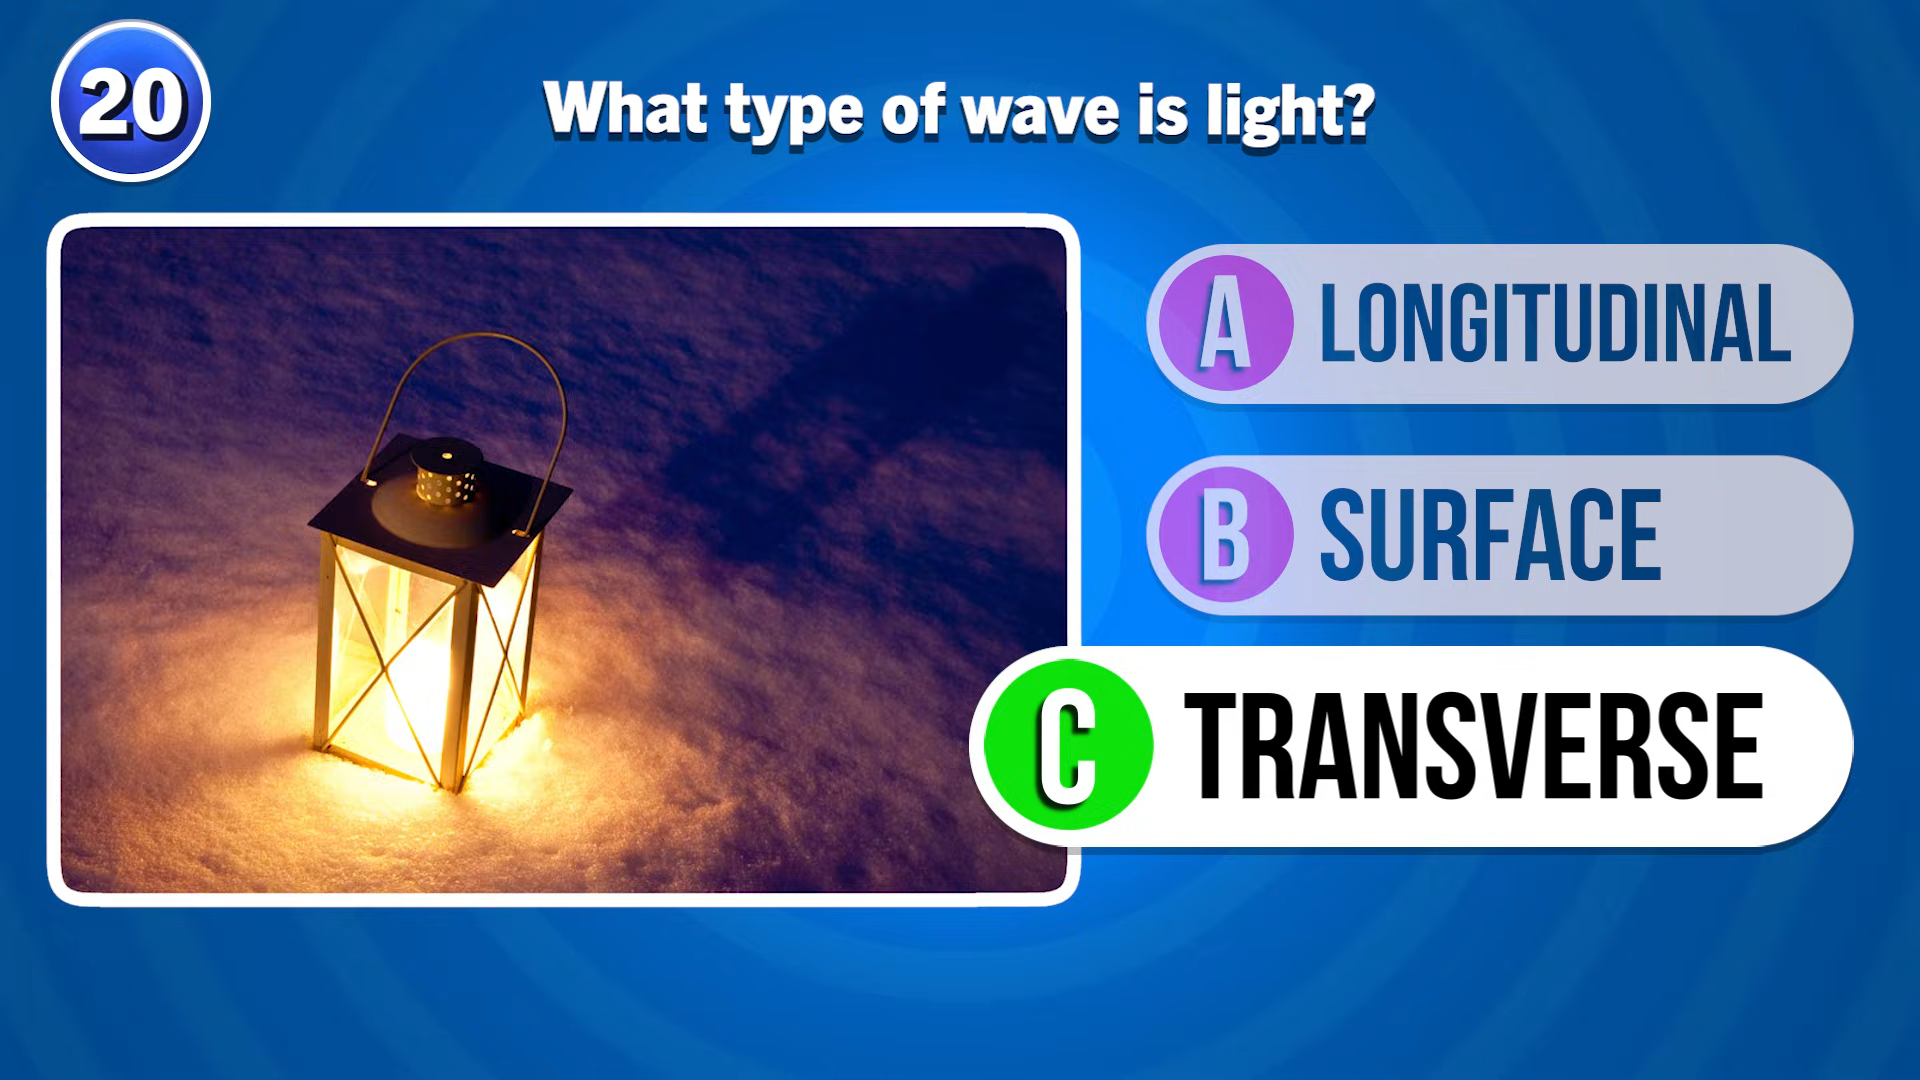 20
What type of wave is light?
A LONGITUDINAL
B SURFACE
C TRANSVERSE